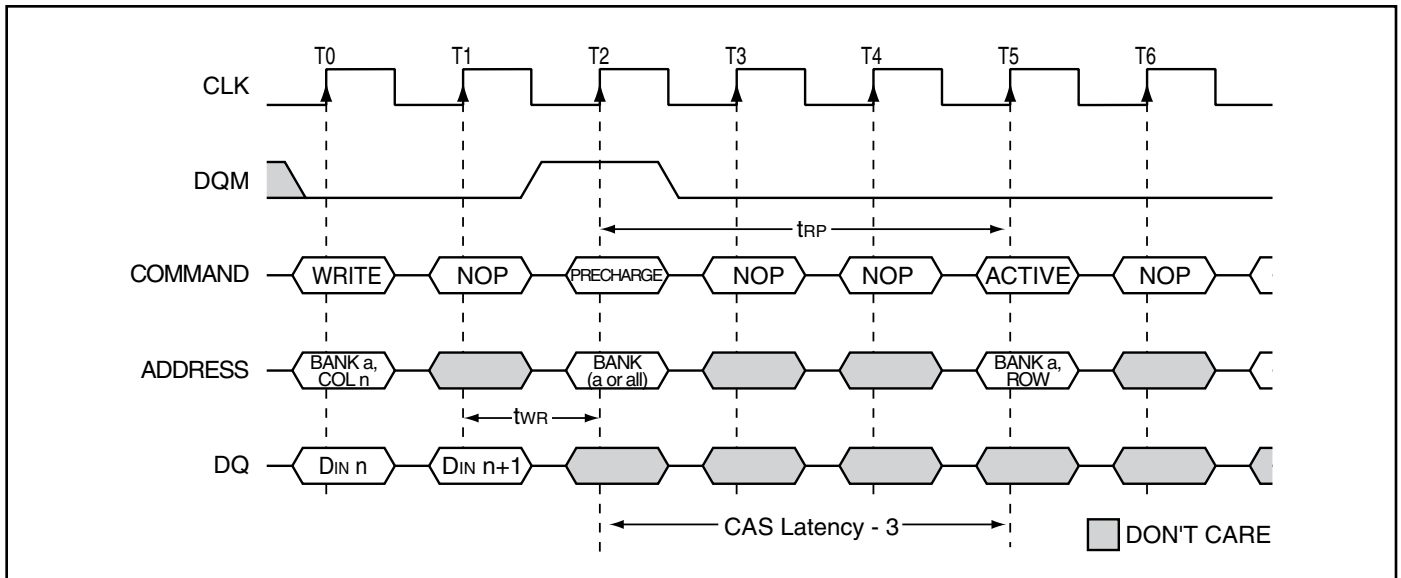 T0 T1 T2 T3 T4 T5 T6
CLK
DQM
tRP
COMMAND WRITE NOP PRECHARGE NOP NOP ACTIVE NOP
ADDRESS BANK a, COL n BANK (a or all) BANK a, ROW
tWR
DQ DIN n DIN n+1
CAS Latency - 3
DON'T CARE